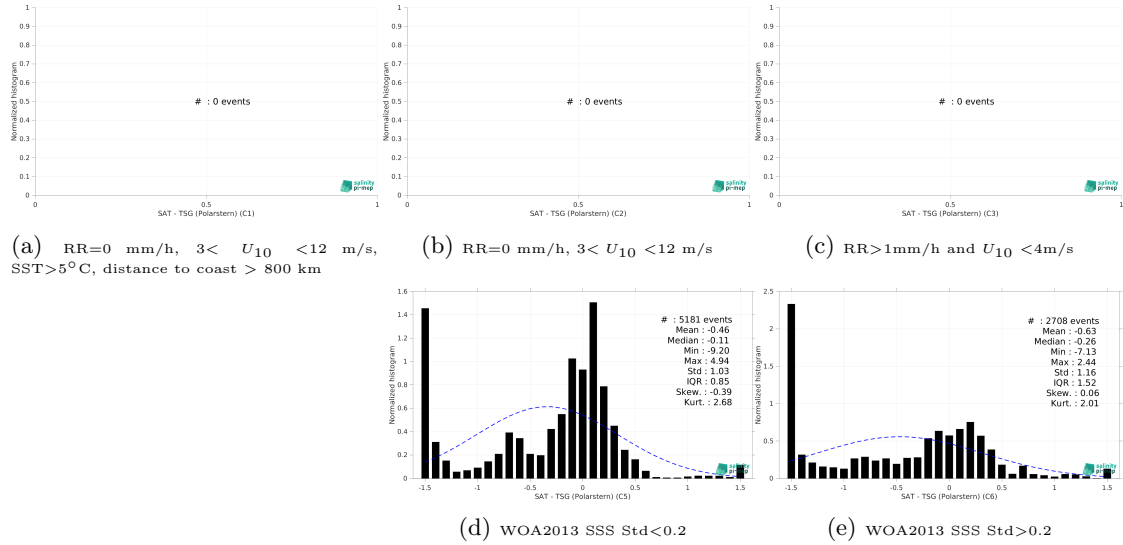 1
0.9
0.8
0.7
0.6
0.5
0.4
0.3
0.2
0.1
0
Normalized histogram
# : 0 events
salinity
pi-mep
0 0.5 1
SAT - TSG (Polarstern) (C1)
(a) RR=0 mm/h, 3< U10 <12 m/s,
SST>5°C, distance to coast > 800 km
1
0.9
0.8
0.7
0.6
0.5
0.4
0.3
0.2
0.1
0
Normalized histogram
# : 0 events
salinity
pi-mep
0 0.5 1
SAT - TSG (Polarstern) (C2)
(b) RR=0 mm/h, 3< U10 <12 m/s
1
0.9
0.8
0.7
0.6
0.5
0.4
0.3
0.2
0.1
0
Normalized histogram
# : 0 events
salinity
pi-mep
0 0.5 1
SAT - TSG (Polarstern) (C3)
(c) RR>1mm/h and U10 <4m/s
1.6
1.4
1.2
1
0.8
0.6
0.4
0.2
0
Normalized histogram
# : 5181 events
Mean : -0.46
Median : -0.11
Min : -9.20
Max : 4.94
Std : 1.03
IQR : 0.85
Skew. : -0.39
Kurt. : 2.68
salinity
pi-mep
-1.5 -1 -0.5 0 0.5 1 1.5
SAT - TSG (Polarstern) (C5)
(d) WOA2013 SSS Std<0.2
2.5
2
1.5
1
0.5
0
Normalized histogram
# : 2708 events
Mean : -0.63
Median : -0.26
Min : -7.13
Max : 2.44
Std : 1.16
IQR : 1.52
Skew. : 0.06
Kurt. : 2.01
salinity
pi-mep
-1.5 -1 -0.5 0 0.5 1 1.5
SAT - TSG (Polarstern) (C6)
(e) WOA2013 SSS Std>0.2